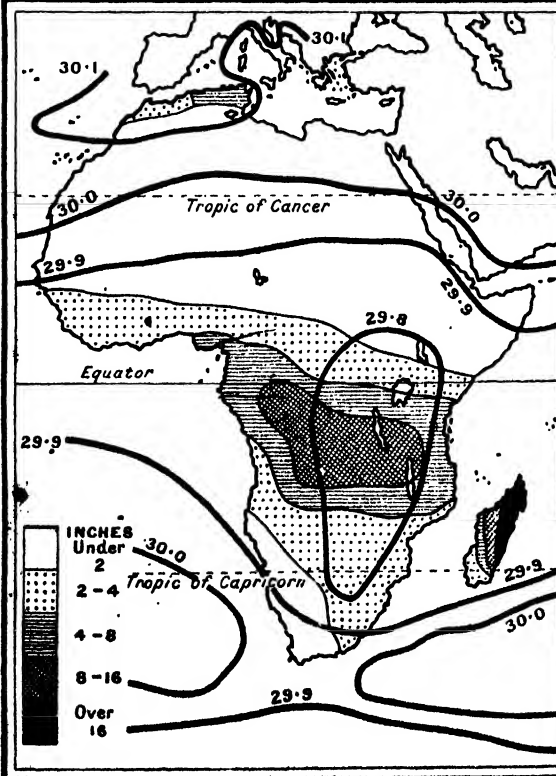 30·1
30·1
30·0
Tropic of Cancer
30·0
29·9
29·9
29·8
Equator
29·9
INCHES
Under
2
2–4
4–8
8–16
Over
16
30·0
Tropic of Capricorn
29·9
30·0
29·9